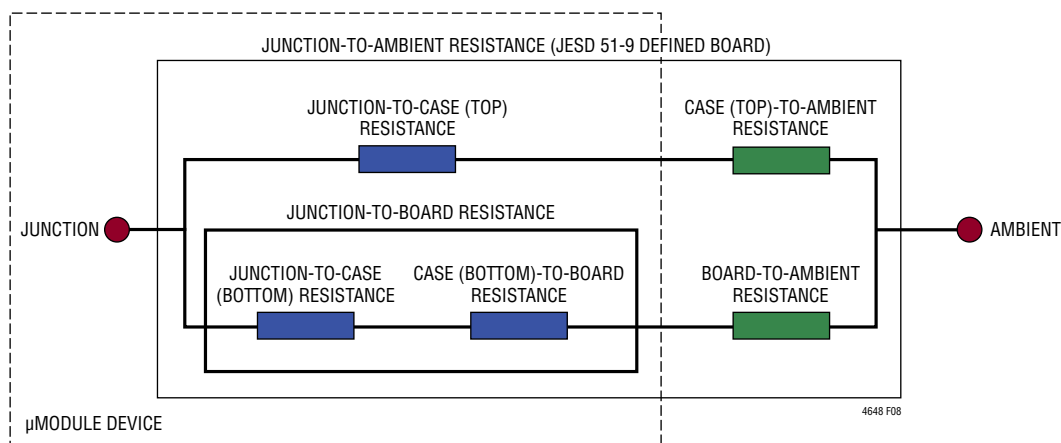 JUNCTION-TO-AMBIENT RESISTANCE (JESD 51-9 DEFINED BOARD)
JUNCTION-TO-CASE (TOP)
RESISTANCE
CASE (TOP)-TO-AMBIENT
RESISTANCE
JUNCTION
JUNCTION-TO-BOARD RESISTANCE
AMBIENT
JUNCTION-TO-CASE
(BOTTOM) RESISTANCE
CASE (BOTTOM)-TO-BOARD
RESISTANCE
BOARD-TO-AMBIENT
RESISTANCE
4648 F08
µMODULE DEVICE